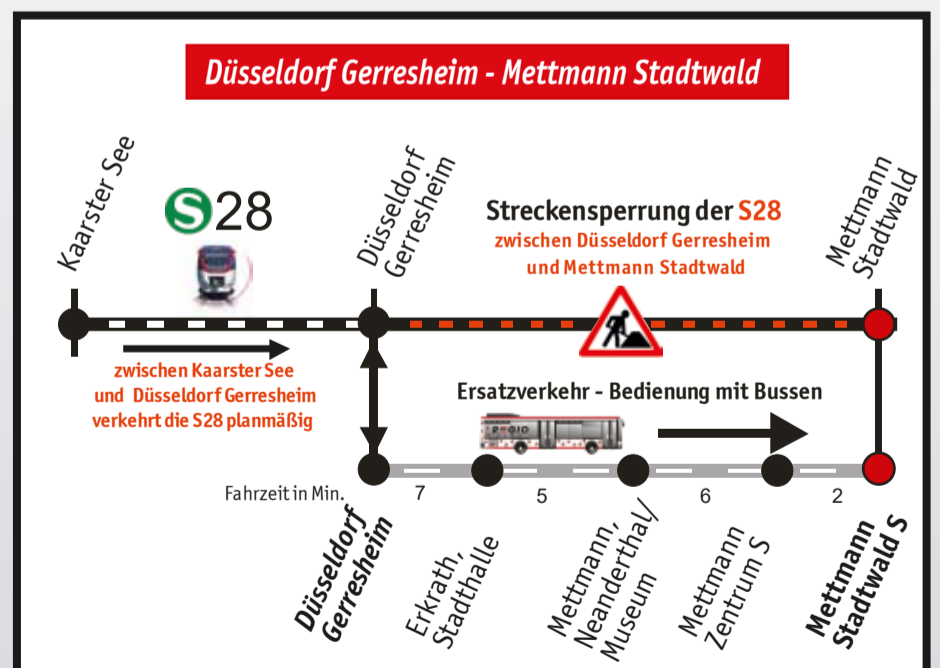 Düsseldorf Gerresheim - Mettmann Stadtwald
Kaarster See
S 28
Düsseldorf
Gerresheim
Streckensperrung der S28
zwischen Düsseldorf Gerresheim
und Mettmann Stadtwald
Mettmann
Stadtwald
zwischen Kaarster See
und Düsseldorf Gerresheim
verkehrt die S28 planmäßig
Ersatzverkehr - Bedienung mit Bussen
Fahrzeit in Min.
7
5
6
2
Düsseldorf
Gerresheim
Erkrath,
Stadthalle
Mettmann,
Neanderthal/
Museum
Mettmann
Zentrum S
Mettmann
Stadtwald S